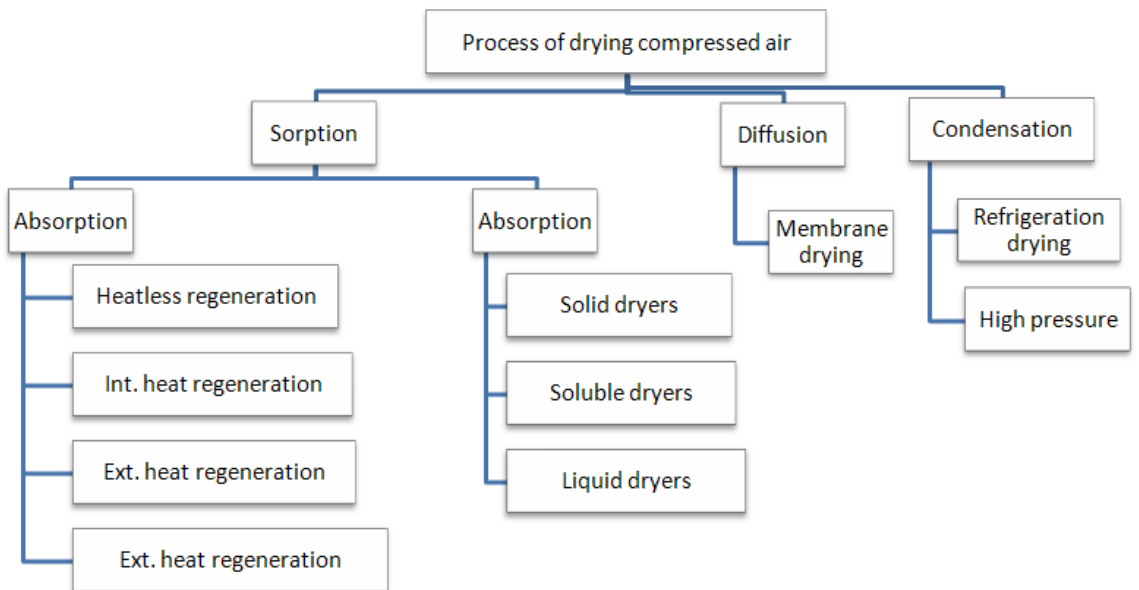 Process of drying compressed air
Sorption
Diffusion
Condensation
Absorption
Absorption
Membrane
drying
Refrigeration
drying
Heatless regeneration
Solid dryers
High pressure
Int. heat regeneration
Soluble dryers
Ext. heat regeneration
Liquid dryers
Ext. heat regeneration